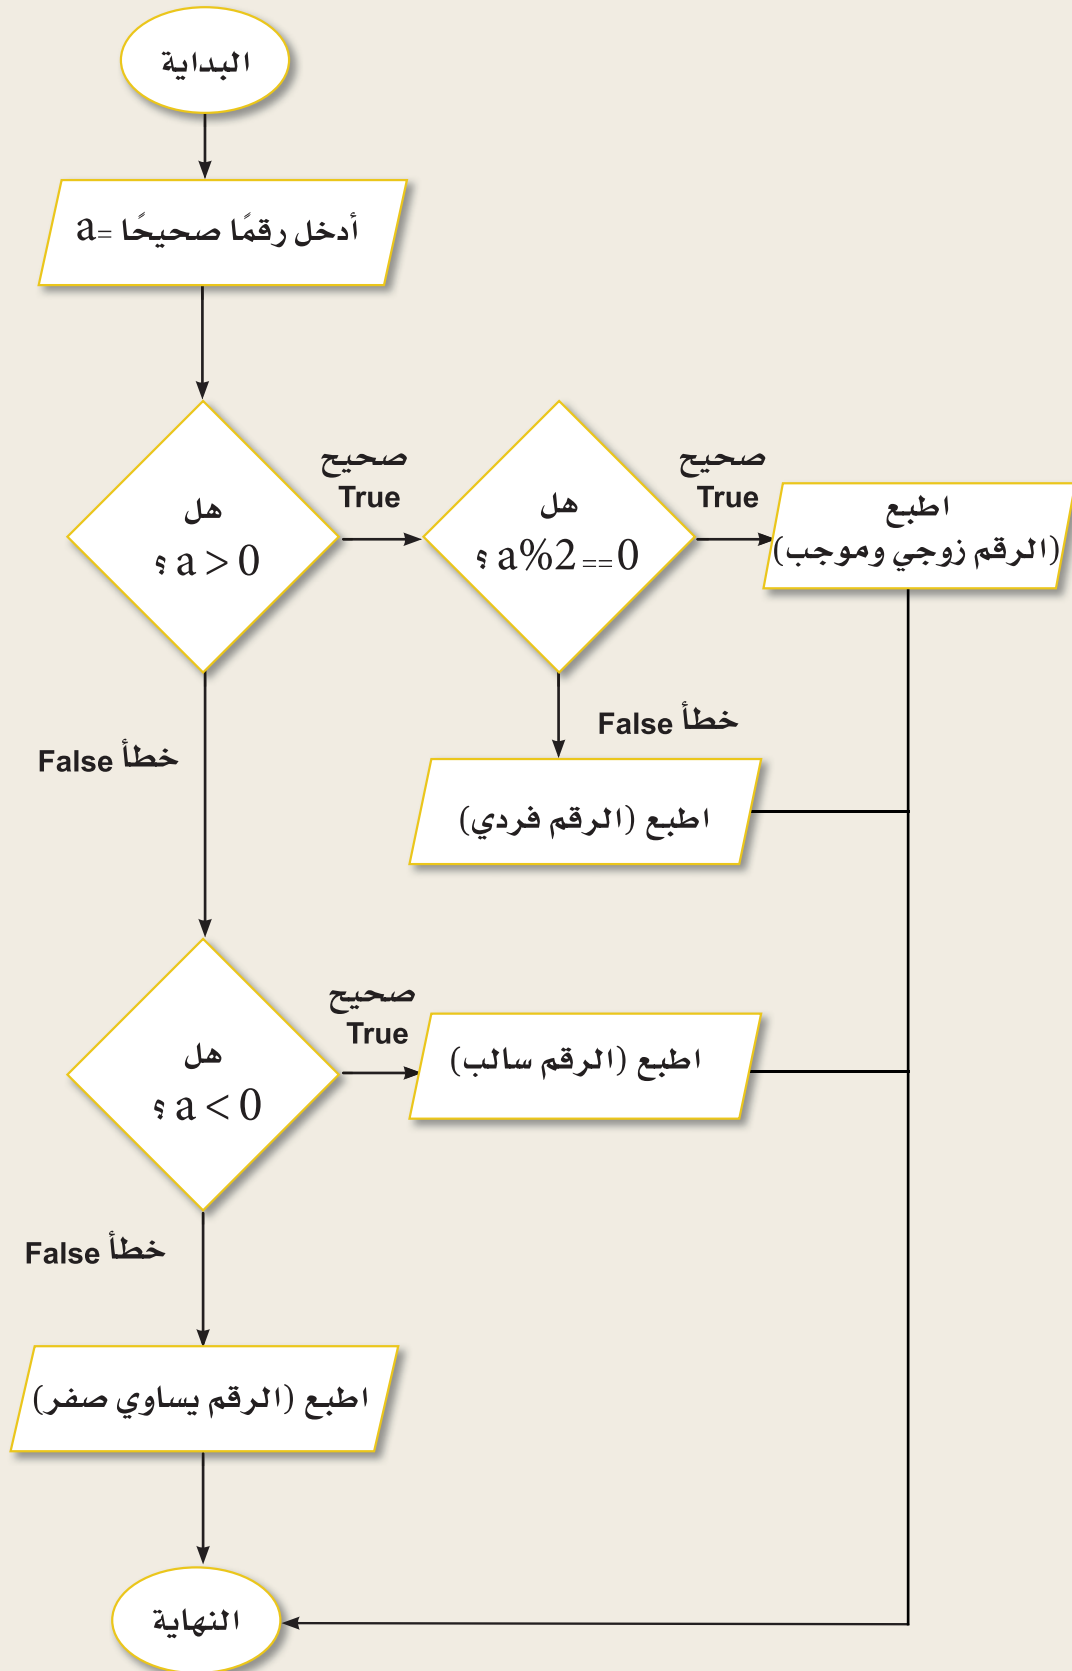 البداية
أدخل رقمًا صحيحًا a=
هل
a > 0 ؟
صحيح
True
هل
a%2 == 0 ؟
صحيح
True
اطبع
(الرقم زوجي وموجب)
خطأ False
اطبع (الرقم فردي)
خطأ False
هل
a < 0 ؟
صحيح
True
اطبع (الرقم سالب)
خطأ False
اطبع (الرقم يساوي صفر)
النهاية